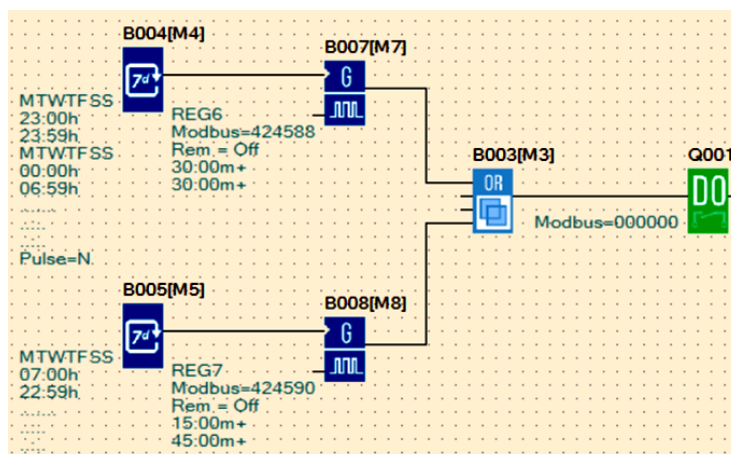 B004[M4]
7d
MTWTFSS
23:00h
23:59h
MTWTFSS
00:00h
06:59h
Pulse=N
B007[M7]
G
REG6
Modbus=424588
Rem = Off
30:00m+
30:00m+
B003[M3]
OR
Modbus=000000
Q001
DO
B005[M5]
7d
MTWTFSS
07:00h
22:59h
B008[M8]
G
REG7
Modbus=424590
Rem = Off
15:00m+
45:00m+